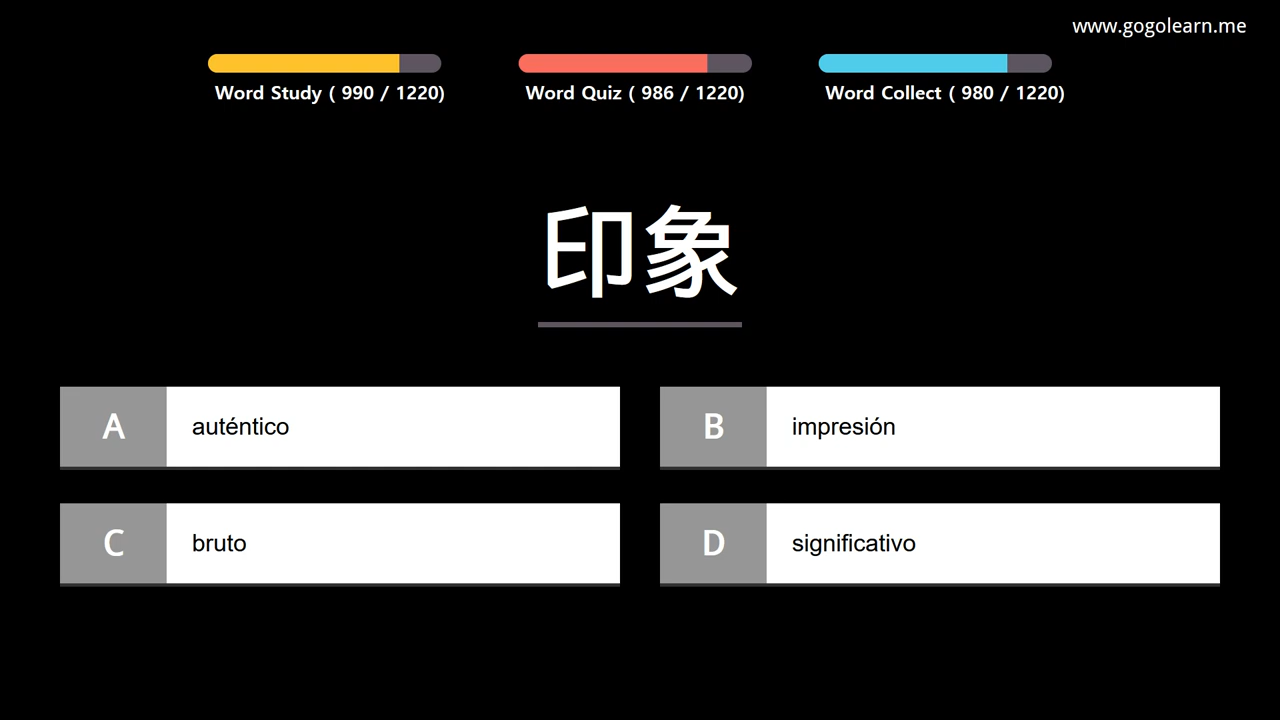 www.gogolearn.me
Word Study ( 990 / 1220)
Word Quiz ( 986 / 1220)
Word Collect ( 980 / 1220)
印象
A auténtico
B impresión
C bruto
D significativo